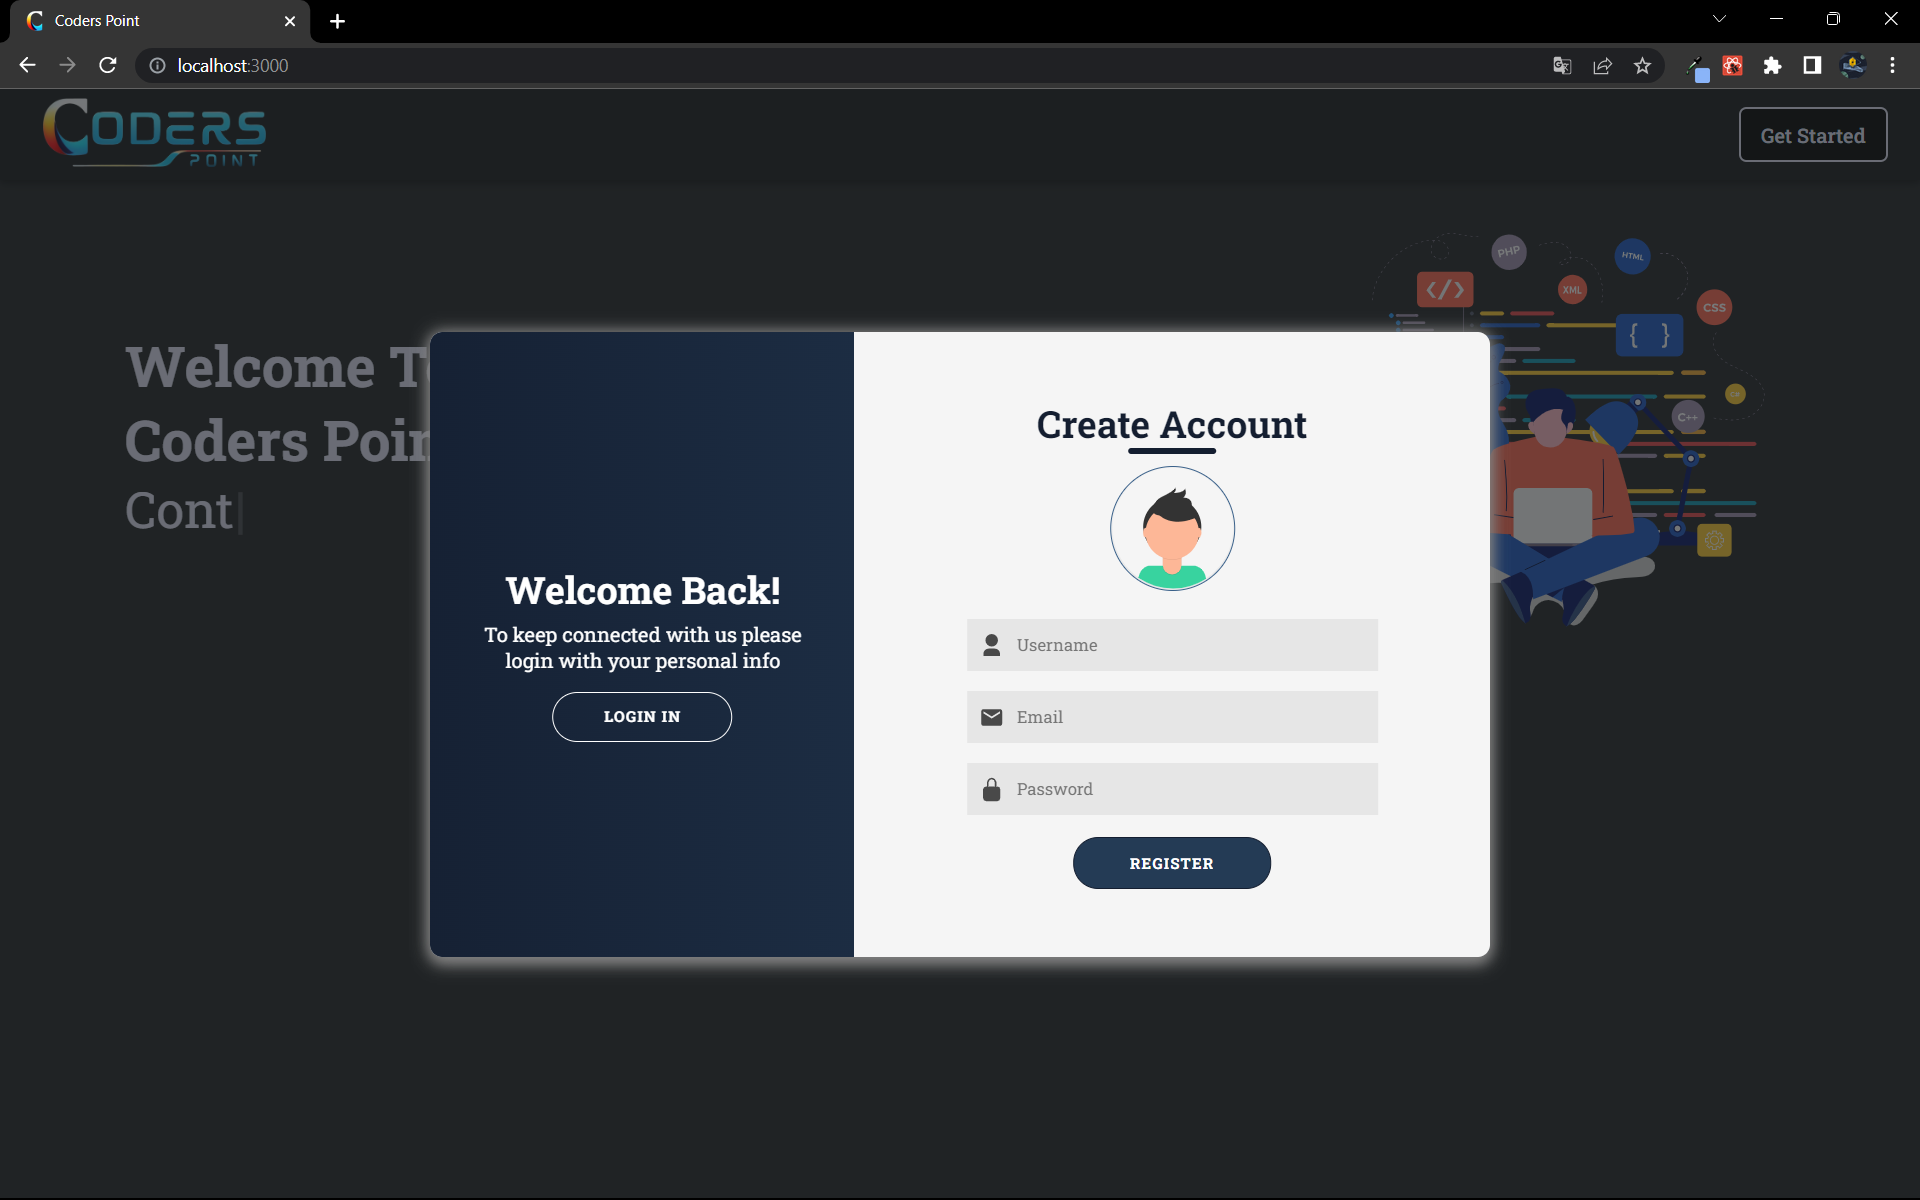 Coders Point
localhost:3000
CODERS
POINT
Get Started
PHP
HTML
XML
CSS
</>
{ }
C++
Welcome T
Coders Poin
Cont
Create Account
Welcome Back!
To keep connected with us please
login with your personal info
LOGIN IN
Username
Email
Password
REGISTER